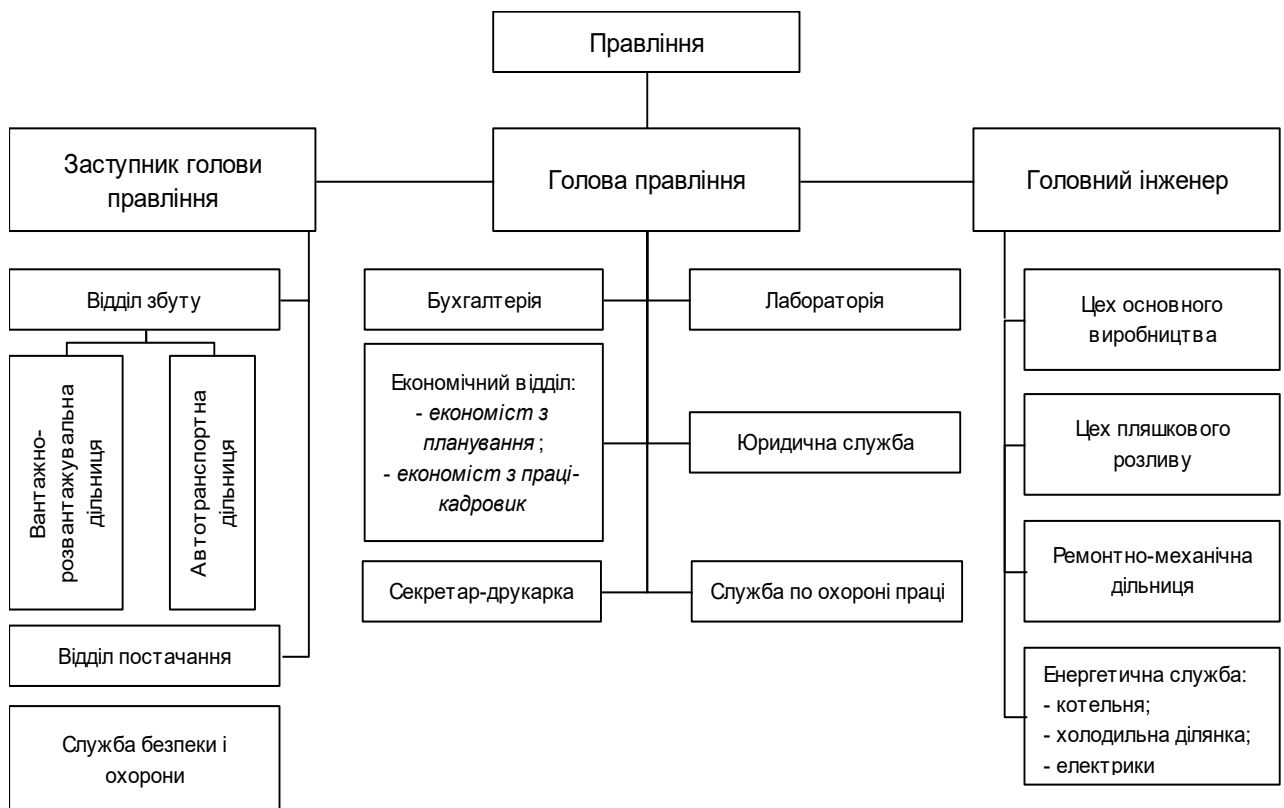 Правління
Заступник голови
правління
Голова правління
Головний інженер
Відділ збуту
Вантажно-
розвантажувальна
дільниця
Автотранспортна
дільниця
Відділ постачання
Служба безпеки і
охорони
Бухгалтерія
Економічний відділ:
- економіст з
планування;
- економіст з праці-
кадровик
Секретар-друкарка
Лабораторія
Юридична служба
Служба по охороні праці
Цех основного
виробництва
Цех пляшкового
розливу
Ремонтно-механічна
дільниця
Енергетична служба:
- котельня;
- холодильна ділянка;
- електрики